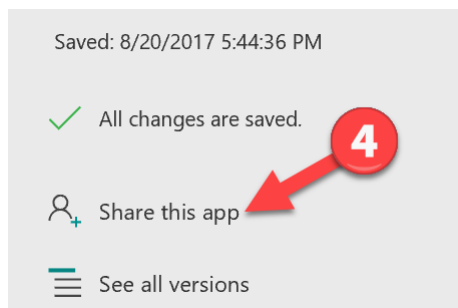 Saved: 8/20/2017 5:44:36 PM
All changes are saved.
4
Share this app
See all versions